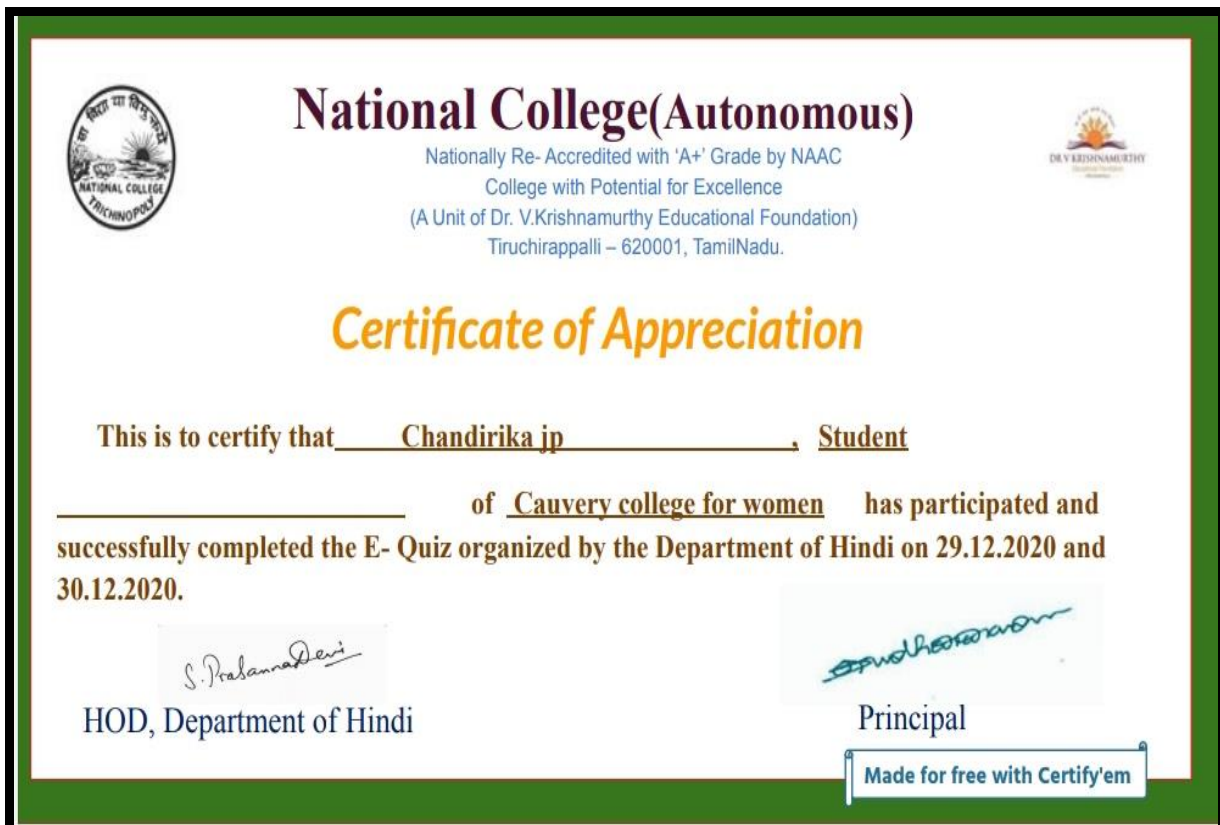 या विद्या या विमुक्तये
NATIONAL COLLEGE
TRICHINOPOLY
National College(Autonomous)
DR V KRISHNAMURTHY
Nationally Re- Accredited with ‘A+’ Grade by NAAC
College with Potential for Excellence
(A Unit of Dr. V.Krishnamurthy Educational Foundation)
Tiruchirappalli – 620001, TamilNadu.
Certificate of Appreciation
This is to certify that Chandirika jp , Student
of Cauvery college for women has participated and
successfully completed the E- Quiz organized by the Department of Hindi on 29.12.2020 and
30.12.2020.
S. PrasannaDevi
HOD, Department of Hindi
Principal
Made for free with Certify'em